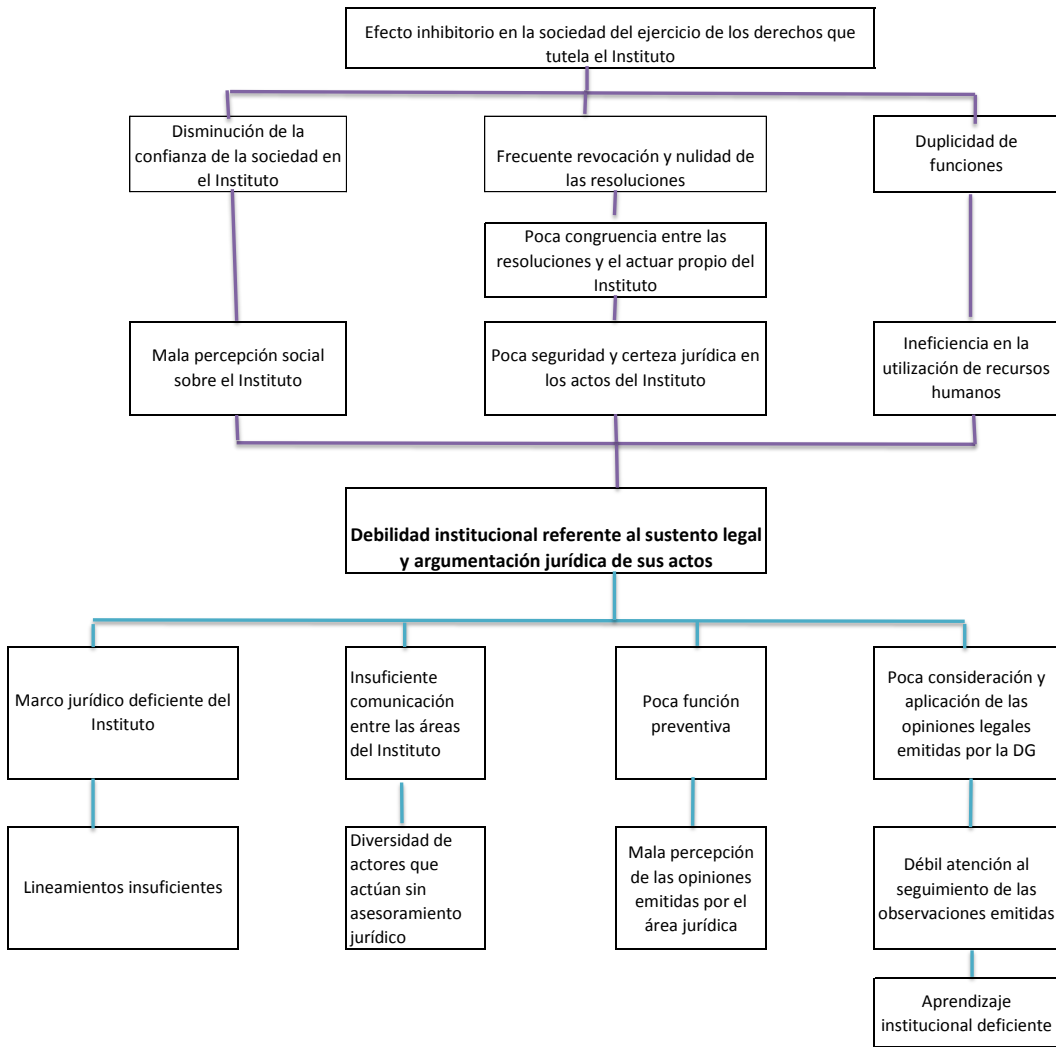 Efecto inhibitorio en la sociedad del ejercicio de los derechos que
tutela el Instituto
Disminución de la
confianza de la sociedad en
el Instituto
Frecuente revocación y nulidad de
las resoluciones
Duplicidad de
funciones
Poca congruencia entre las
resoluciones y el actuar propio del
Instituto
Mala percepción social
sobre el Instituto
Poca seguridad y certeza jurídica en
los actos del Instituto
Ineficiencia en la
utilización de recursos
humanos
Debilidad institucional referente al sustento legal
y argumentación jurídica de sus actos
Marco jurídico deficiente del
Instituto
Insuficiente
comunicación
entre las áreas
del Instituto
Poca función
preventiva
Poca consideración y
aplicación de las
opiniones legales
emitidas por la DG
Lineamientos insuficientes
Diversidad de
actores que
actúan sin
asesoramiento
jurídico
Mala percepción
de las opiniones
emitidas por el
área jurídica
Débil atención al
seguimiento de las
observaciones emitidas
Aprendizaje
institucional deficiente